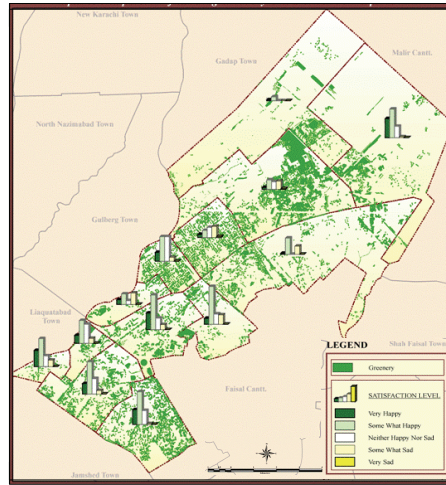 New Karachi Town
Gadap Town
Malir Cantt.
North Nazimabad Town
Gulberg Town
Liaquatabad
Town
Shah Faisal Town
Faisal Cantt.
Jamshed Town
LEGEND
Greenery
SATISFACTION LEVEL
Very Happy
Some What Happy
Neither Happy Nor Sad
Some What Sad
Very Sad